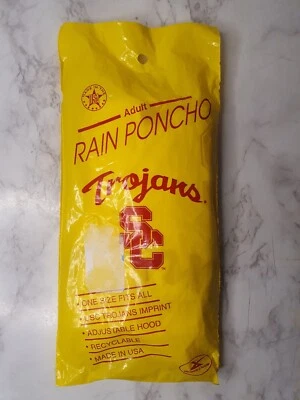 Adult
RAIN PONCHO
Trojans
SC
• ONE SIZE FITS ALL
• USC TROJANS IMPRINT
• ADJUSTABLE HOOD
• RECYCLABLE
• MADE IN USA